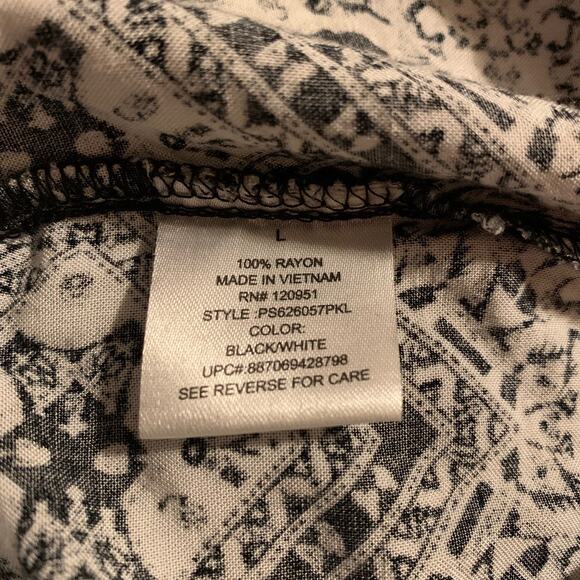 L
100% RAYON
MADE IN VIETNAM
RN# 120951
STYLE :PS626057PKL
COLOR:
BLACK/WHITE
UPC#:887069428798
SEE REVERSE FOR CARE